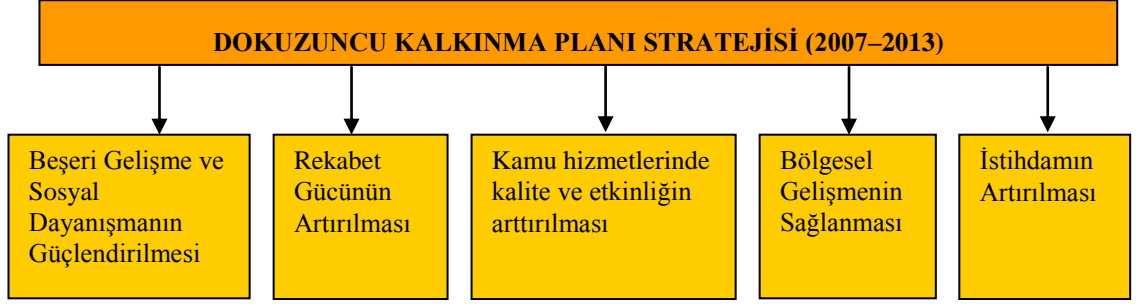 DOKUZUNCU KALKINMA PLANI STRATEJİSİ (2007–2013)
Beşeri Gelişme ve
Sosyal
Dayanışmanın
Güçlendirilmesi
Rekabet
Gücünün
Artırılması
Kamu hizmetlerinde
kalite ve etkinliğin
arttırılması
Bölgesel
Gelişmenin
Sağlanması
İstihdamın
Artırılması